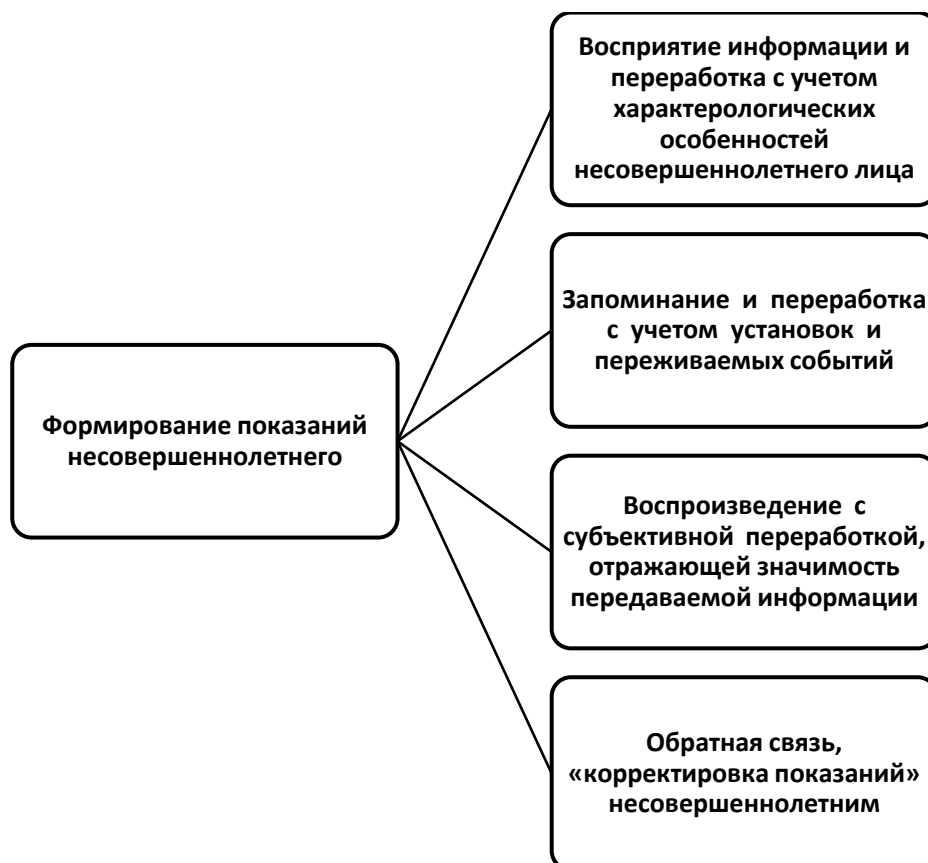 Восприятие информации и
переработка с учетом
характерологических
особенностей
несовершеннолетнего лица
Запоминание и переработка
с учетом установок и
переживаемых событий
Формирование показаний
несовершеннолетнего
Воспроизведение с
субъективной переработкой,
отражающей значимость
передаваемой информации
Обратная связь,
«корректировка показаний»
несовершеннолетним